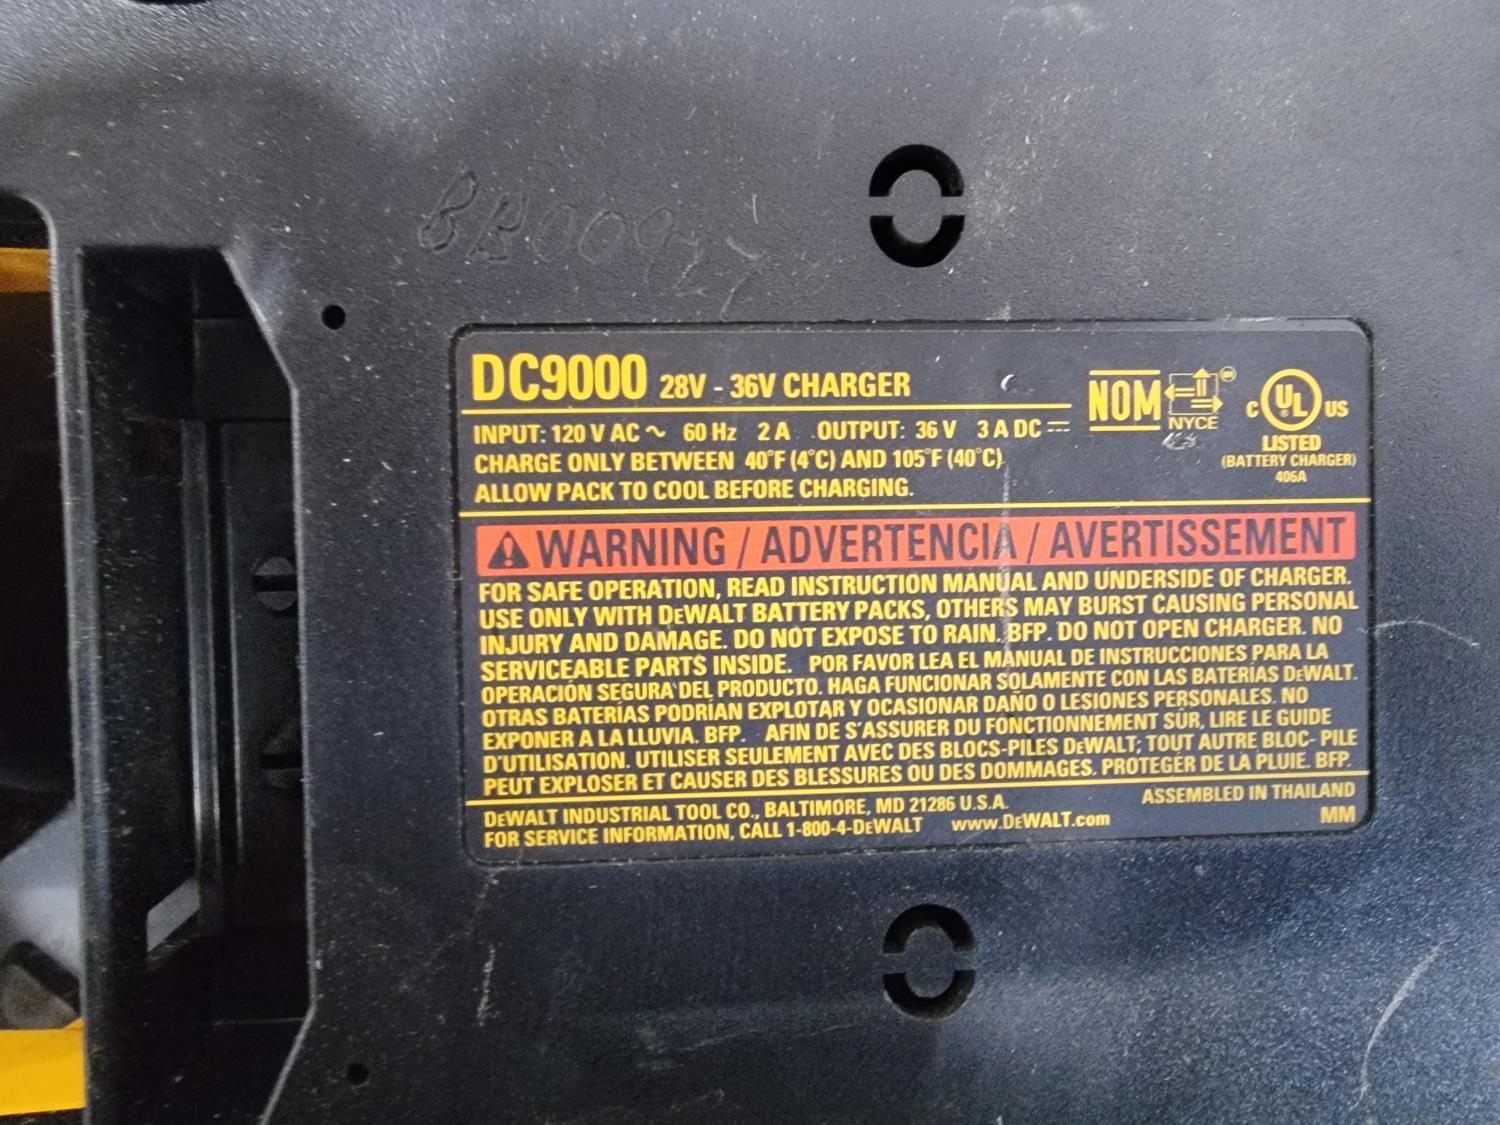 BB000927
DC9000 28V - 36V CHARGER
NOM
NYCE
C UL US
LISTED
(BATTERY CHARGER)
406A
INPUT: 120 V AC ~ 60 Hz 2 A OUTPUT: 36 V 3 A DC ⎓
CHARGE ONLY BETWEEN 40°F (4°C) AND 105°F (40°C)
ALLOW PACK TO COOL BEFORE CHARGING.
WARNING / ADVERTENCIA / AVERTISSEMENT
FOR SAFE OPERATION, READ INSTRUCTION MANUAL AND UNDERSIDE OF CHARGER.
USE ONLY WITH DEWALT BATTERY PACKS, OTHERS MAY BURST CAUSING PERSONAL
INJURY AND DAMAGE. DO NOT EXPOSE TO RAIN. BFP. DO NOT OPEN CHARGER. NO
SERVICEABLE PARTS INSIDE. POR FAVOR LEA EL MANUAL DE INSTRUCCIONES PARA LA
OPERACIÓN SEGURA DEL PRODUCTO. HAGA FUNCIONAR SOLAMENTE CON LAS BATERÍAS DEWALT.
OTRAS BATERÍAS PODRÍAN EXPLOTAR Y OCASIONAR DAÑO O LESIONES PERSONALES. NO
EXPONER A LA LLUVIA. BFP. AFIN DE S'ASSURER DU FONCTIONNEMENT SÛR, LIRE LE GUIDE
D'UTILISATION. UTILISER SEULEMENT AVEC DES BLOCS-PILES DEWALT; TOUT AUTRE BLOC- PILE
PEUT EXPLOSER ET CAUSER DES BLESSURES OU DES DOMMAGES. PROTEGER DE LA PLUIE. BFP.
DEWALT INDUSTRIAL TOOL CO., BALTIMORE, MD 21286 U.S.A. ASSEMBLED IN THAILAND
FOR SERVICE INFORMATION, CALL 1-800-4-DEWALT www.DEWALT.com MM